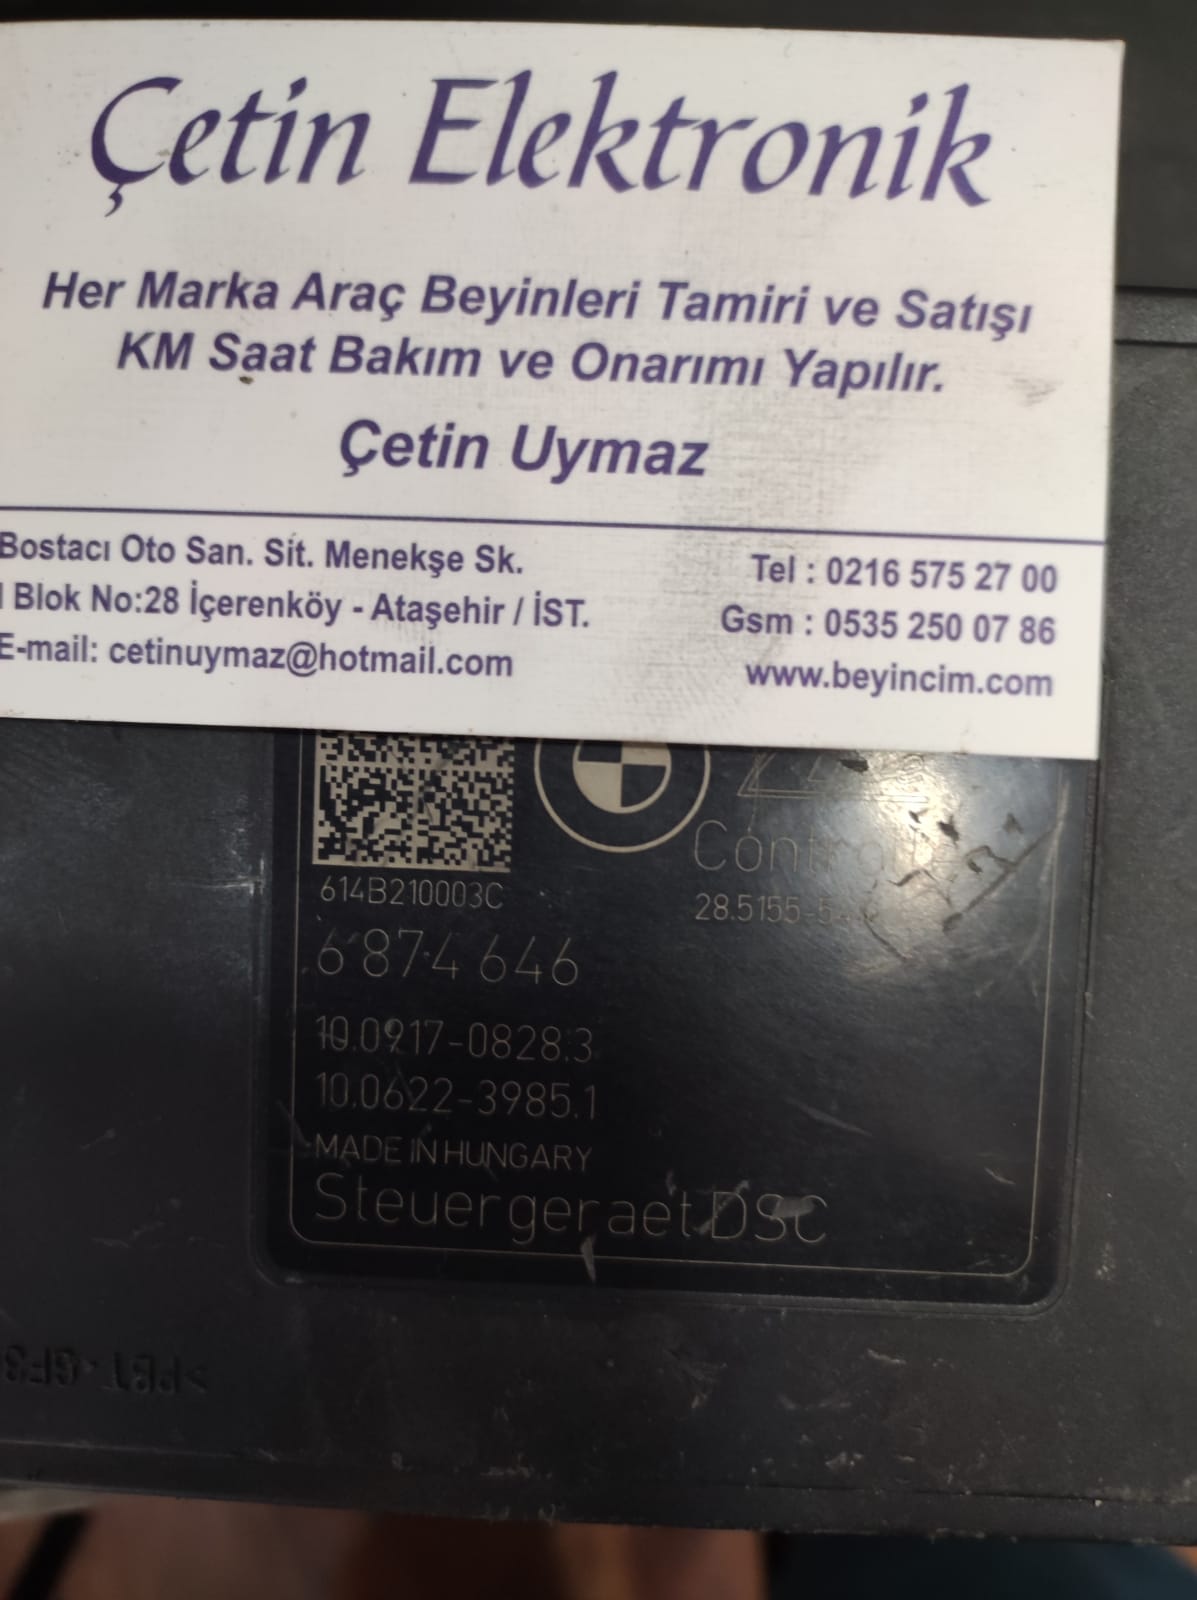 Çetin Elektronik
Her Marka Araç Beyinleri Tamiri ve Satışı
KM Saat Bakım ve Onarımı Yapılır.
Çetin Uymaz
Bostacı Oto San. Sit. Menekşe Sk.
Blok No:28 İçerenköy - Ataşehir / İST.
E-mail: cetinuymaz@hotmail.com
Tel : 0216 575 27 00
Gsm : 0535 250 07 86
www.beyincim.com
614B210003C
28.5155-
6 874 646
10.0917-0828.3
10.0622-3985.1
MADE IN HUNGARY
Steuergeraet DSC